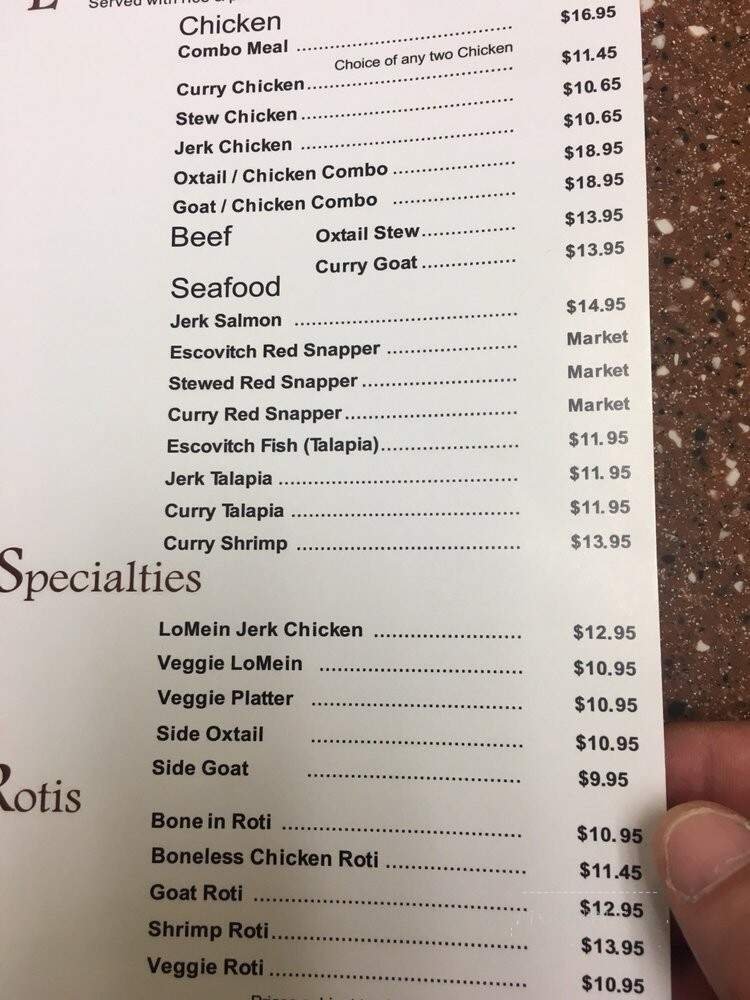 Served with
Chicken
Combo Meal ........ $16.95
Choice of any two Chicken
Curry Chicken ........ $11.45
Stew Chicken ........ $10.65
Jerk Chicken ........ $10.65
Oxtail / Chicken Combo ........ $18.95
Goat / Chicken Combo ........ $18.95
Beef Oxtail Stew ........ $13.95
Curry Goat ........ $13.95
Seafood
Jerk Salmon ........ $14.95
Escovitch Red Snapper ........ Market
Stewed Red Snapper ........ Market
Curry Red Snapper ........ Market
Escovitch Fish (Talapia) ........ $11.95
Jerk Talapia ........ $11.95
Curry Talapia ........ $11.95
Curry Shrimp ........ $13.95
Specialties
LoMein Jerk Chicken ........ $12.95
Veggie LoMein ........ $10.95
Veggie Platter ........ $10.95
Side Oxtail ........ $10.95
Side Goat ........ $9.95
Rotis
Bone in Roti ........ $10.95
Boneless Chicken Roti ........ $11.45
Goat Roti ........ $12.95
Shrimp Roti ........ $13.95
Veggie Roti ........ $10.95